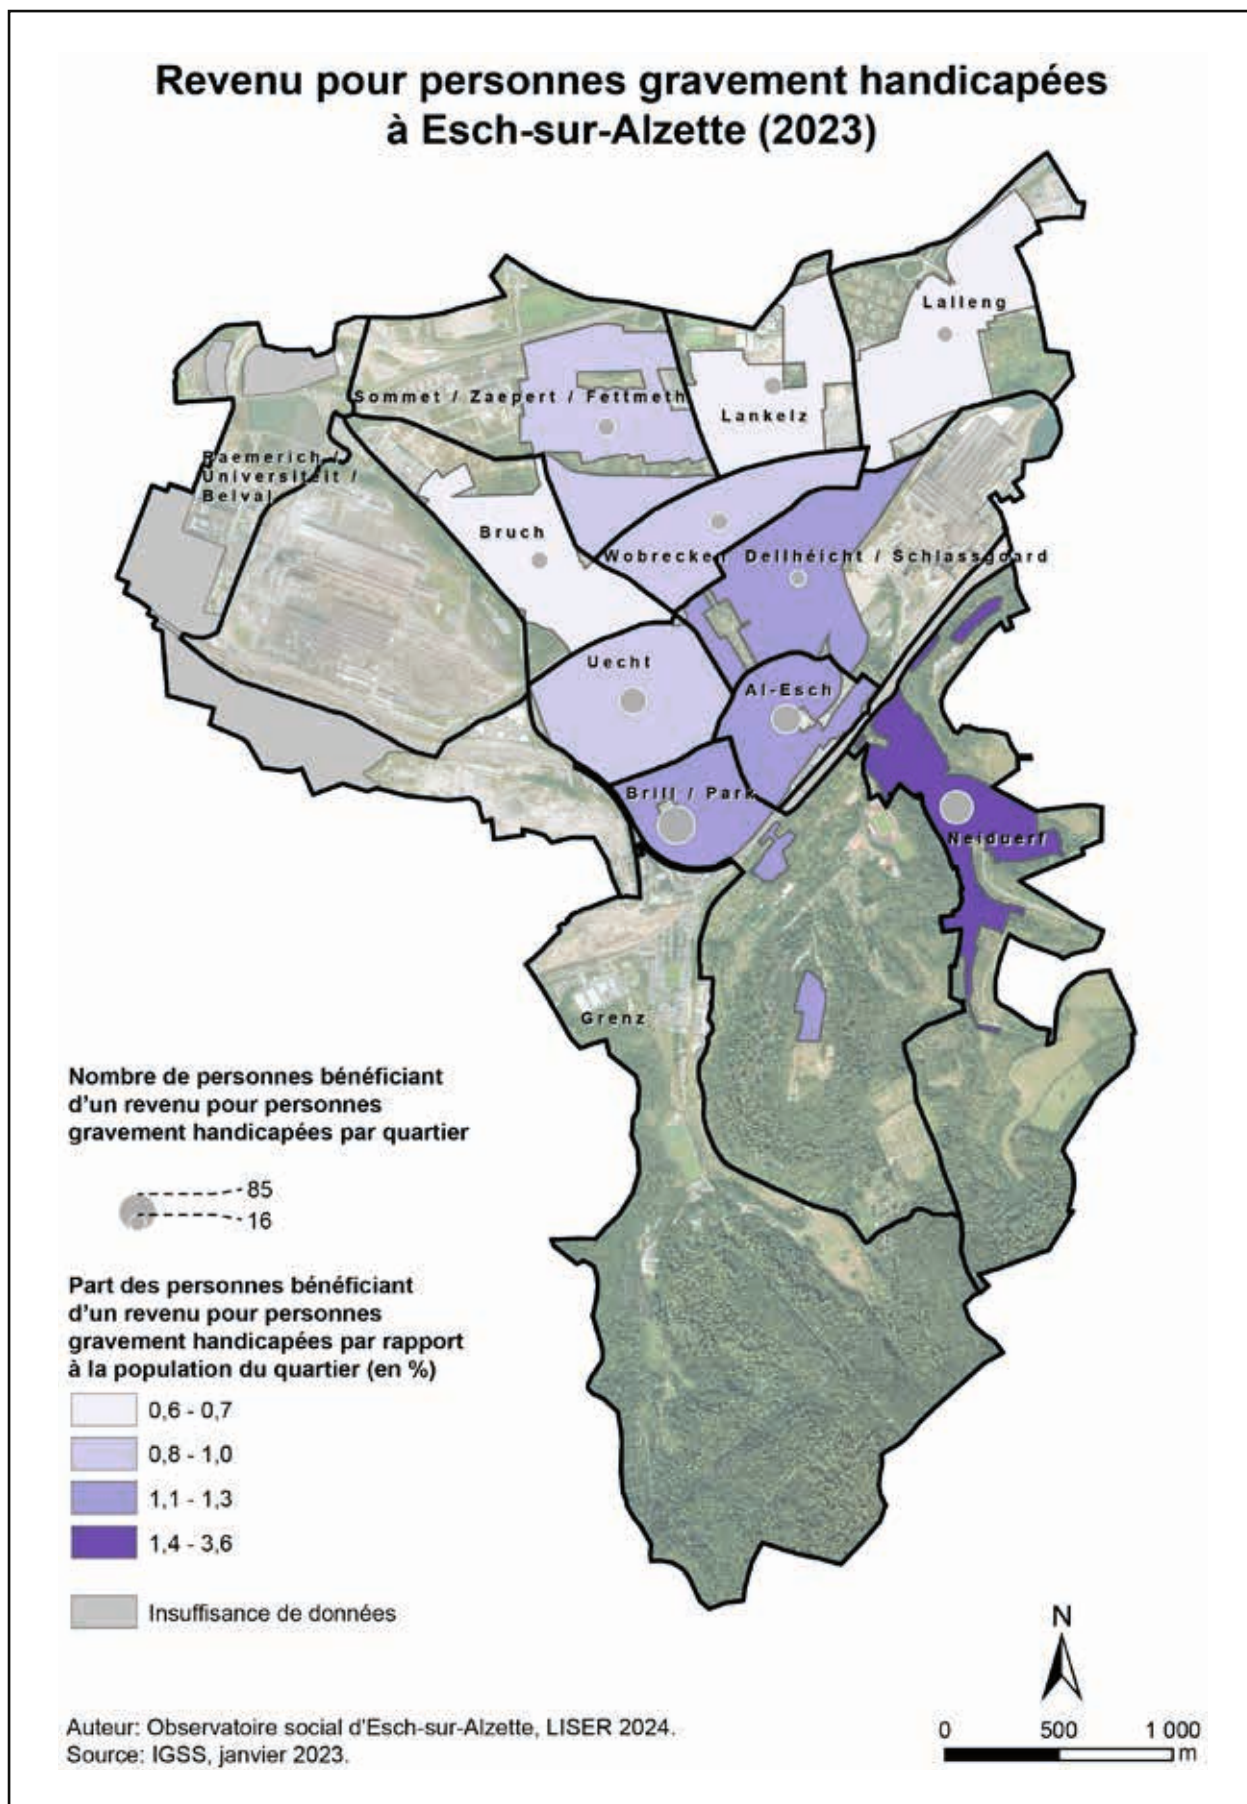 Revenu pour personnes gravement handicapées
à Esch-sur-Alzette (2023)
Lalleng
Sommet / Zaepert / Fettmeth
Lankelz
Raemerich /
Universitéit /
Belval
Bruch
Wobrecken
Dellhéicht / Schlassgoard
Uecht
Al-Esch
Brill / Park
Neiduerf
Grenz
Nombre de personnes bénéficiant
d'un revenu pour personnes
gravement handicapées par quartier
85
16
Part des personnes bénéficiant
d'un revenu pour personnes
gravement handicapées par rapport
à la population du quartier (en %)
0,6 - 0,7
0,8 - 1,0
1,1 - 1,3
1,4 - 3,6
Insuffisance de données
N
Auteur: Observatoire social d'Esch-sur-Alzette, LISER 2024.
Source: IGSS, janvier 2023.
0 500 1 000
m